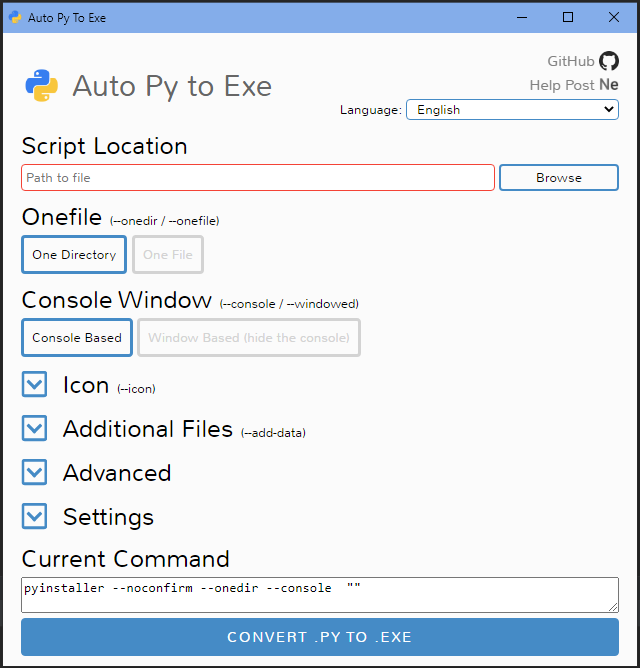 Auto Py To Exe
GitHub
Help Post Ne
Auto Py to Exe
Language: English
Script Location
Path to file
Browse
Onefile (--onedir / --onefile)
One Directory One File
Console Window (--console / --windowed)
Console Based Window Based (hide the console)
Icon (--icon)
Additional Files (--add-data)
Advanced
Settings
Current Command
pyinstaller --noconfirm --onedir --console  ""
CONVERT .PY TO .EXE